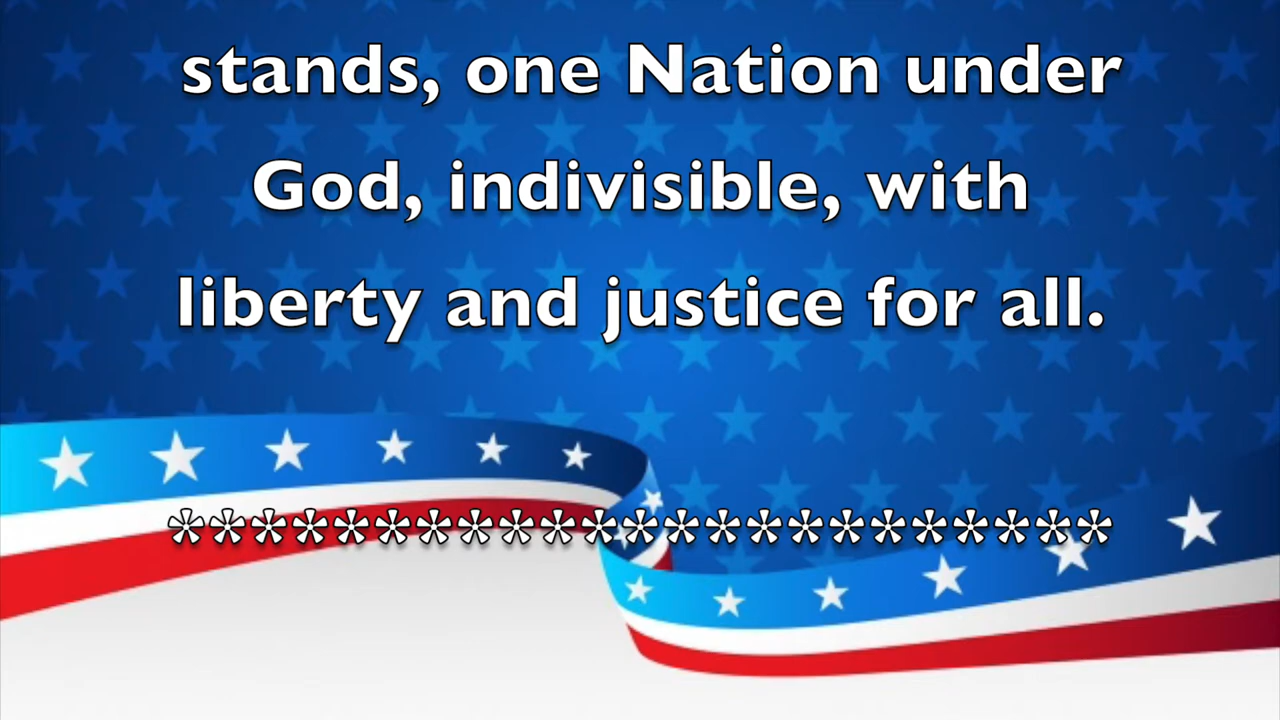 stands, one Nation under
God, indivisible, with
liberty and justice for all.
***********************